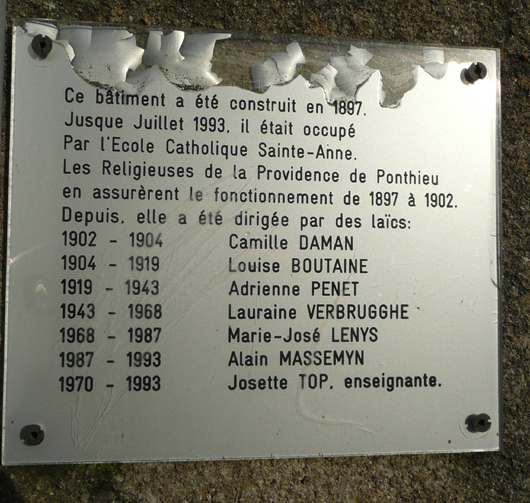 Ce bâtiment a été construit en 1897.
Jusque Juillet 1993, il était occupé
Par l'Ecole Catholique Sainte-Anne.
Les Religieuses de la Providence de Ponthieu
en assurèrent le fonctionnement de 1897 à 1902.
Depuis, elle a été dirigée par des laïcs:
1902 - 1904 Camille DAMAN
1904 - 1919 Louise BOUTAINE
1919 - 1943 Adrienne PENET
1943 - 1968 Lauraine VERBRUGGHE
1968 - 1987 Marie-José LENYS
1987 - 1993 Alain MASSEMYN
1970 - 1993 Josette TOP, enseignante.